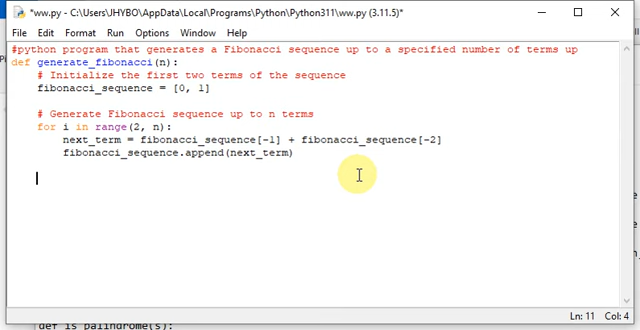 *ww.py - C:\Users\JHYBO\AppData\Local\Programs\Python\Python311\ww.py (3.11.5)*
File Edit Format Run Options Window Help
#python program that generates a Fibonacci sequence up to a specified number of terms up
def generate_fibonacci(n):
    # Initialize the first two terms of the sequence
    fibonacci_sequence = [0, 1]
    # Generate Fibonacci sequence up to n terms
    for i in range(2, n):
        next_term = fibonacci_sequence[-1] + fibonacci_sequence[-2]
        fibonacci_sequence.append(next_term)
Ln: 11 Col: 4
def is_palindrome(s):